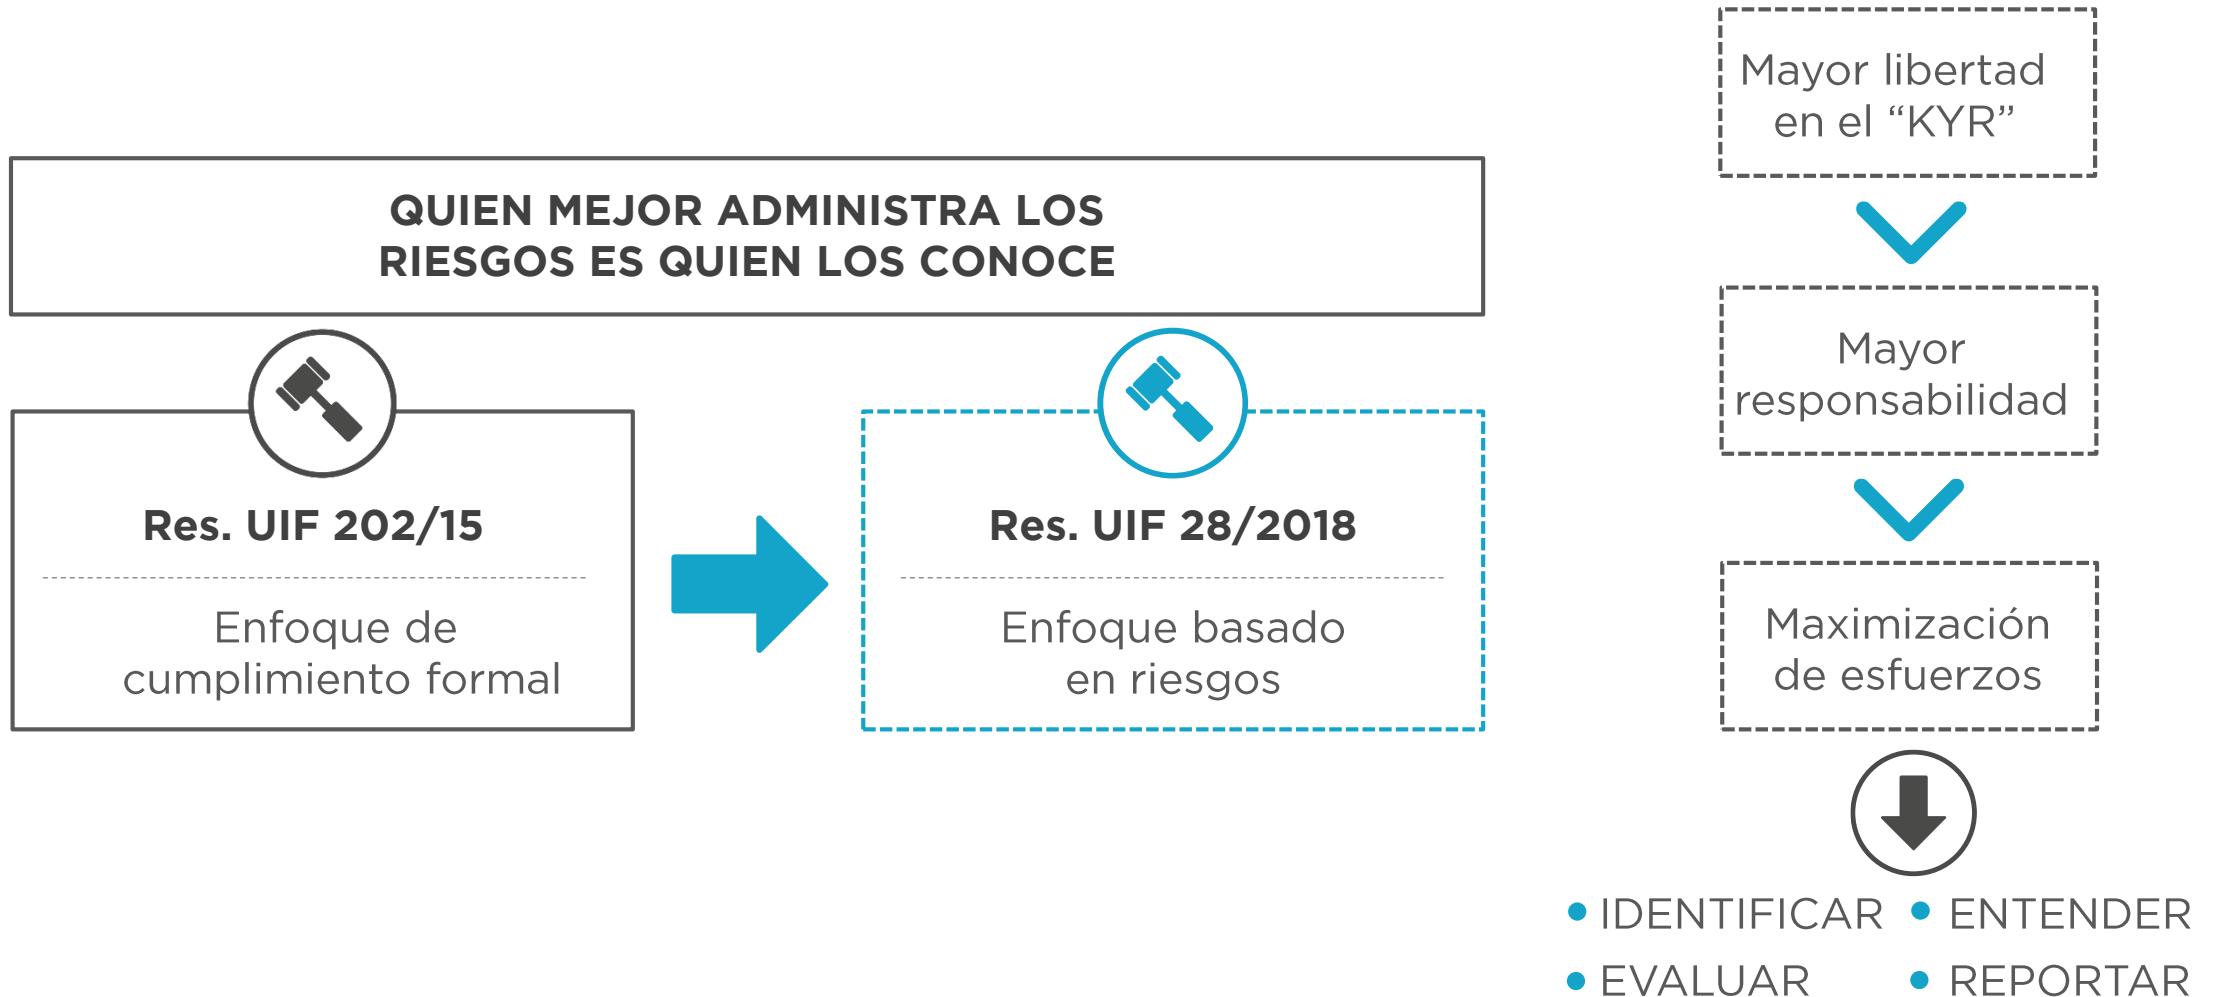 QUIEN MEJOR ADMINISTRA LOS
RIESGOS ES QUIEN LOS CONOCE
Res. UIF 202/15
Enfoque de
cumplimiento formal
Res. UIF 28/2018
Enfoque basado
en riesgos
Mayor libertad
en el “KYR”
Mayor
responsabilidad
Maximización
de esfuerzos
• IDENTIFICAR
• ENTENDER
• EVALUAR
• REPORTAR